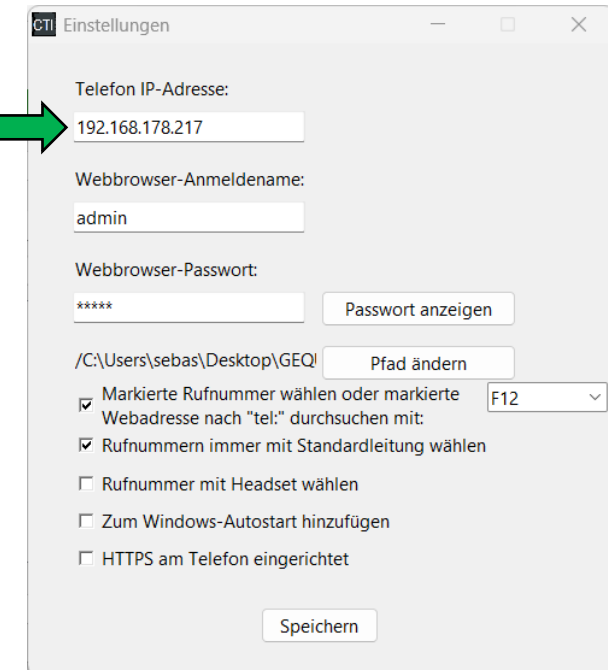 CTI Einstellungen
Telefon IP-Adresse:
192.168.178.217
Webbrowser-Anmeldename:
admin
Webbrowser-Passwort:
*****
Passwort anzeigen
/C:\Users\sebas\Desktop\GEQ
Pfad ändern
Markierte Rufnummer wählen oder markierte
Webadresse nach "tel:" durchsuchen mit:
F12
Rufnummern immer mit Standardleitung wählen
Rufnummer mit Headset wählen
Zum Windows-Autostart hinzufügen
HTTPS am Telefon eingerichtet
Speichern